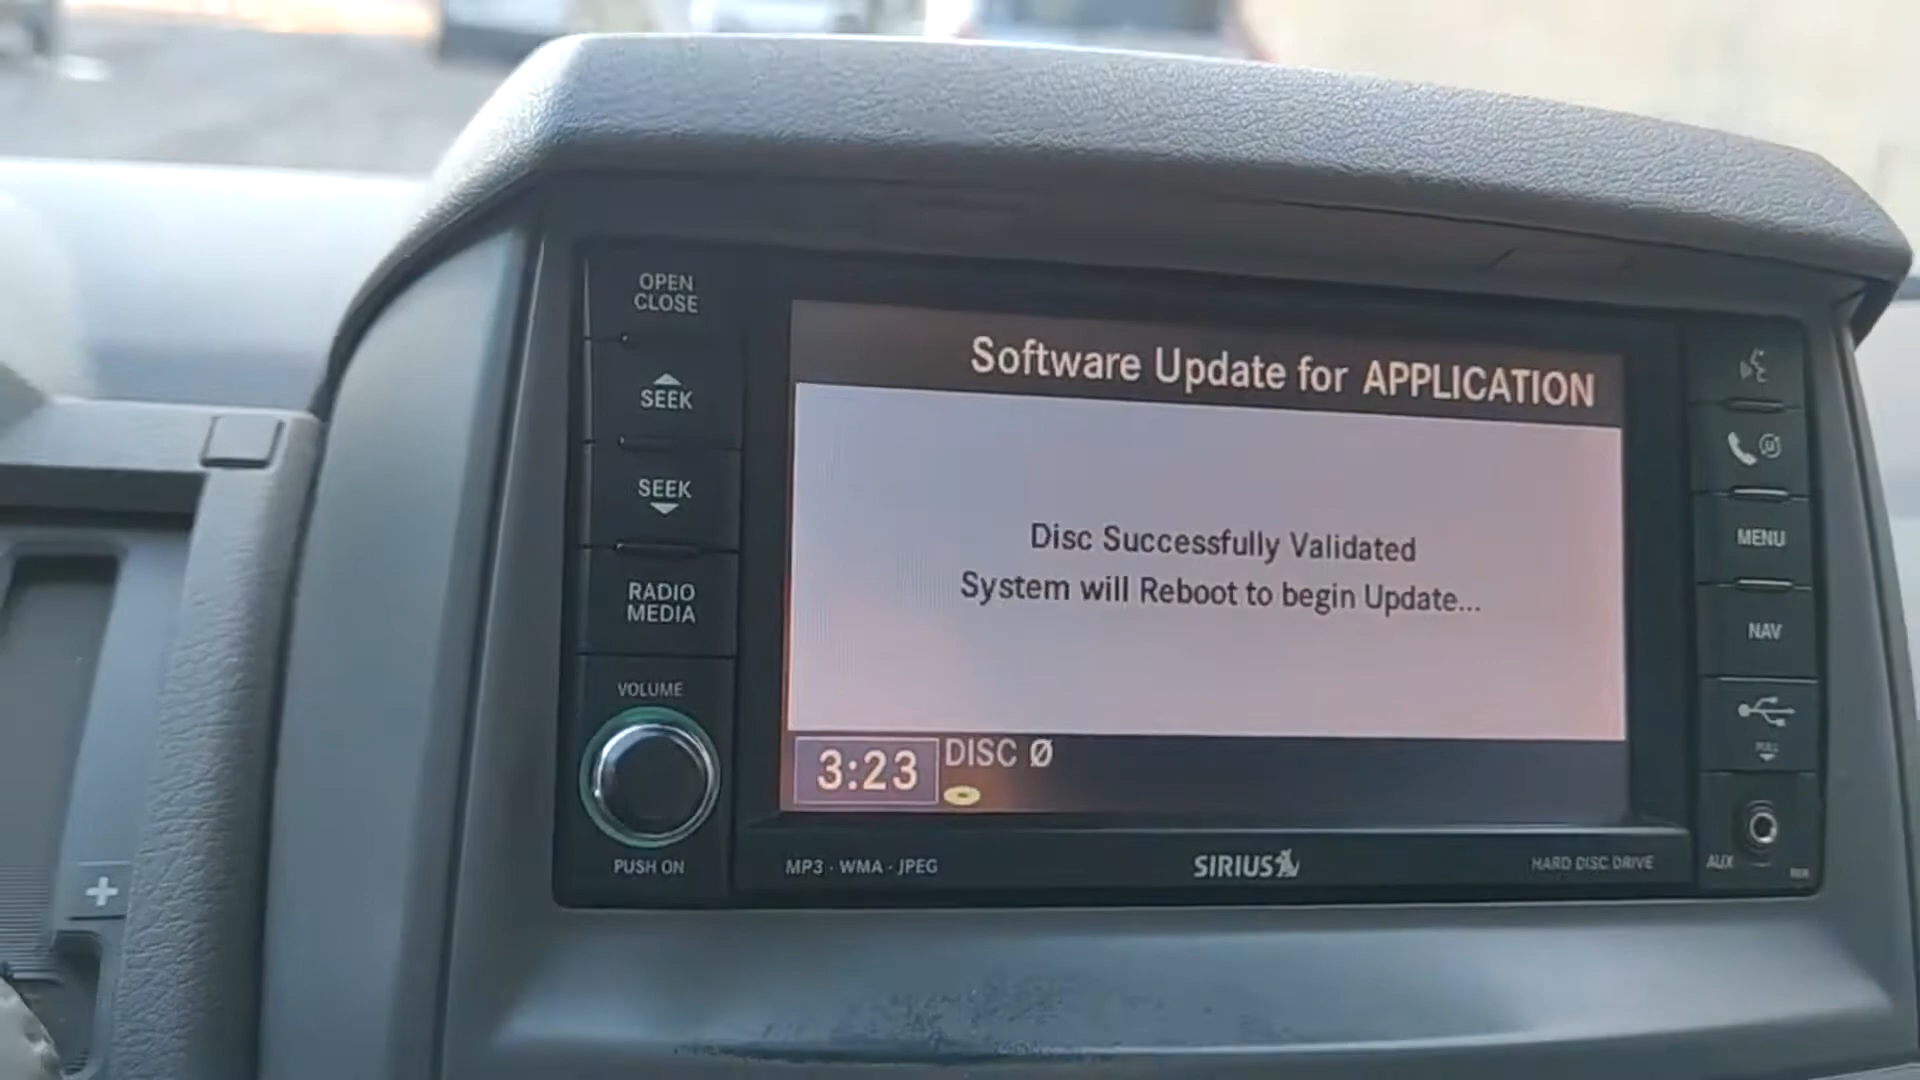 OPEN
CLOSE
SEEK
SEEK
RADIO
MEDIA
VOLUME
PUSH ON
Software Update for APPLICATION
Disc Successfully Validated
System will Reboot to begin Update...
3:23
DISC Ø
MP3 · WMA · JPEG
SIRIUS
HARD DISC DRIVE
MENU
NAV
PULL
AUX